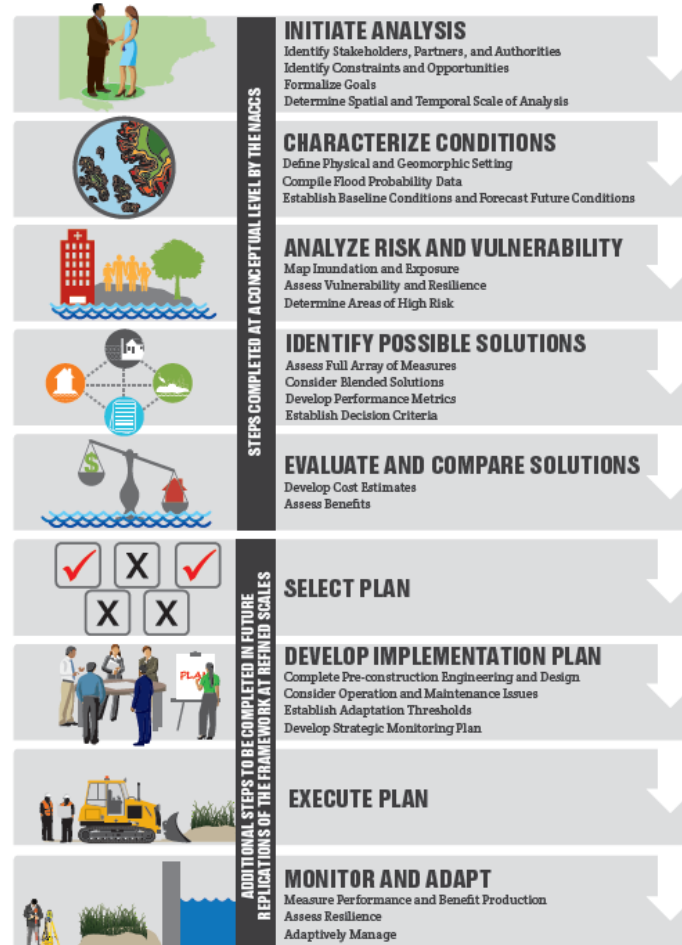 INITIATE ANALYSIS
Identify Stakeholders, Partners, and Authorities
Identify Constraints and Opportunities
Formalize Goals
Determine Spatial and Temporal Scale of Analysis
CHARACTERIZE CONDITIONS
Define Physical and Geomorphic Setting
Compile Flood Probability Data
Establish Baseline Conditions and Forecast Future Conditions
ANALYZE RISK AND VULNERABILITY
Map Inundation and Exposure
Assess Vulnerability and Resilience
Determine Areas of High Risk
IDENTIFY POSSIBLE SOLUTIONS
Assess Full Array of Measures
Consider Blended Solutions
Develop Performance Metrics
Establish Decision Criteria
$
EVALUATE AND COMPARE SOLUTIONS
Develop Cost Estimates
Assess Benefits
STEPS COMPLETED AT A CONCEPTUAL LEVEL BY THE NACCS
X
X X
SELECT PLAN
PLAN
DEVELOP IMPLEMENTATION PLAN
Complete Pre-construction Engineering and Design
Consider Operation and Maintenance Issues
Establish Adaptation Thresholds
Develop Strategic Monitoring Plan
EXECUTE PLAN
MONITOR AND ADAPT
Measure Performance and Benefit Production
Assess Resilience
Adaptively Manage
ADDITIONAL STEPS TO BE COMPLETED IN FUTURE
REPLICATIONS OF THE FRAMEWORK AT REFINED SCALES